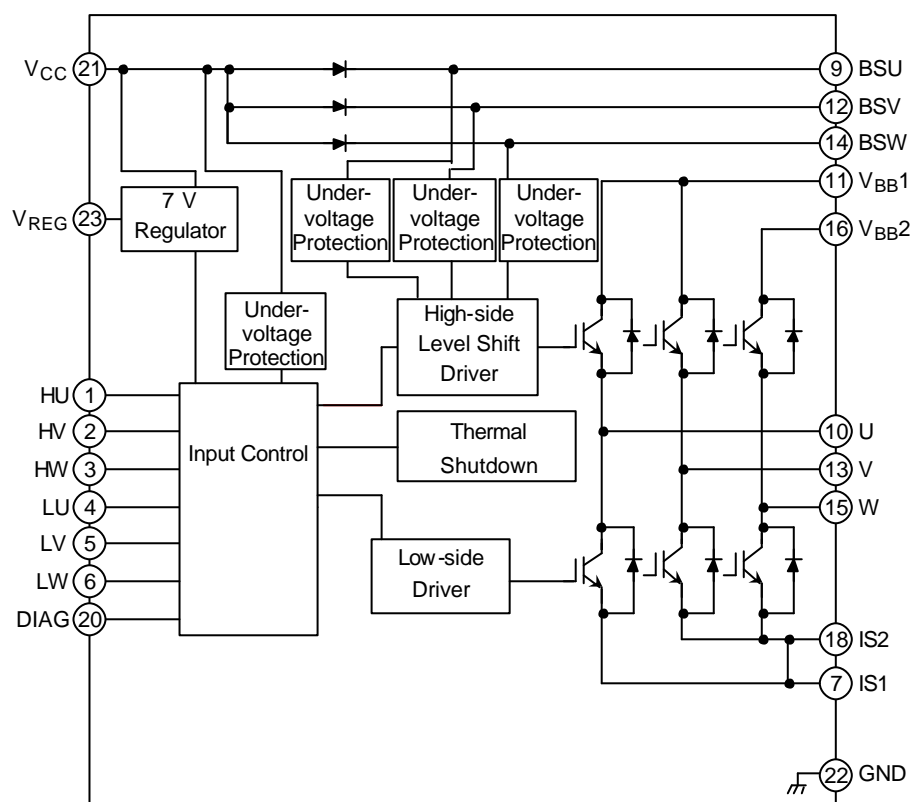 VCC 21
9 BSU
12 BSV
14 BSW
11 VBB1
16 VBB2
VREG 23
7 V
Regulator
Under-
voltage
Protection
Under-
voltage
Protection
Under-
voltage
Protection
Under-
voltage
Protection
High-side
Level Shift
Driver
HU 1
HV 2
HW 3
LU 4
LV 5
LW 6
DIAG 20
Input Control
Thermal
Shutdown
Low-side
Driver
10 U
13 V
15 W
18 IS2
7 IS1
22 GND